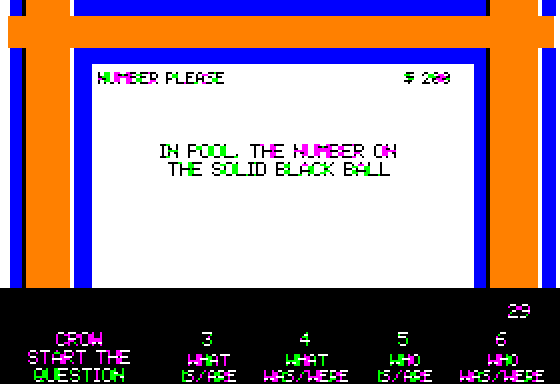 NUMBER PLEASE $ 200
IN POOL, THE NUMBER ON
THE SOLID BLACK BALL
29
CROW 3 4 5 6
START THE WHAT WHAT WHO WHO
QUESTION IS/ARE WAS/WERE IS/ARE WAS/WERE